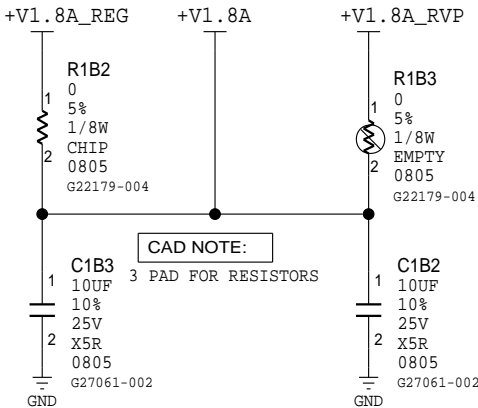 +V1.8A_REG
+V1.8A
+V1.8A_RVP
R1B2
1
0
5%
1/8W
CHIP
2
0805
G22179-004
R1B3
1
0
5%
1/8W
EMPTY
2
0805
G22179-004
CAD NOTE:
3 PAD FOR RESISTORS
C1B3
1
10UF
10%
25V
2
X5R
0805
G27061-002
GND
C1B2
1
10UF
10%
25V
2
X5R
0805
G27061-002
GND